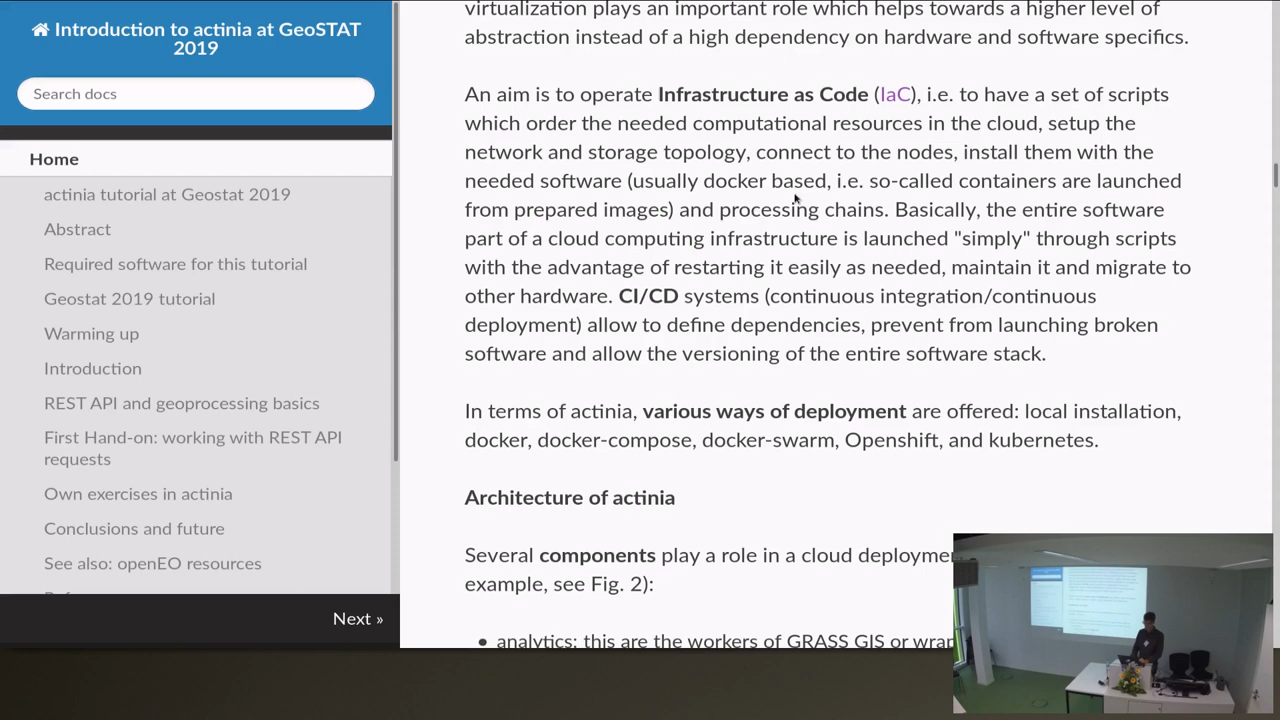 Introduction to actinia at GeoSTAT
2019
Search docs
Home
actinia tutorial at Geostat 2019
Abstract
Required software for this tutorial
Geostat 2019 tutorial
Warming up
Introduction
REST API and geoprocessing basics
First Hand-on: working with REST API
requests
Own exercises in actinia
Conclusions and future
See also: openEO resources
Next »
virtualization plays an important role which helps towards a higher level of
abstraction instead of a high dependency on hardware and software specifics.
An aim is to operate Infrastructure as Code (IaC), i.e. to have a set of scripts
which order the needed computational resources in the cloud, setup the
network and storage topology, connect to the nodes, install them with the
needed software (usually docker based, i.e. so-called containers are launched
from prepared images) and processing chains. Basically, the entire software
part of a cloud computing infrastructure is launched "simply" through scripts
with the advantage of restarting it easily as needed, maintain it and migrate to
other hardware. CI/CD systems (continuous integration/continuous
deployment) allow to define dependencies, prevent from launching broken
software and allow the versioning of the entire software stack.
In terms of actinia, various ways of deployment are offered: local installation,
docker, docker-compose, docker-swarm, Openshift, and kubernetes.
Architecture of actinia
Several components play a role in a cloud deployme
example, see Fig. 2):
• analytics: this are the workers of GRASS GIS or wrap